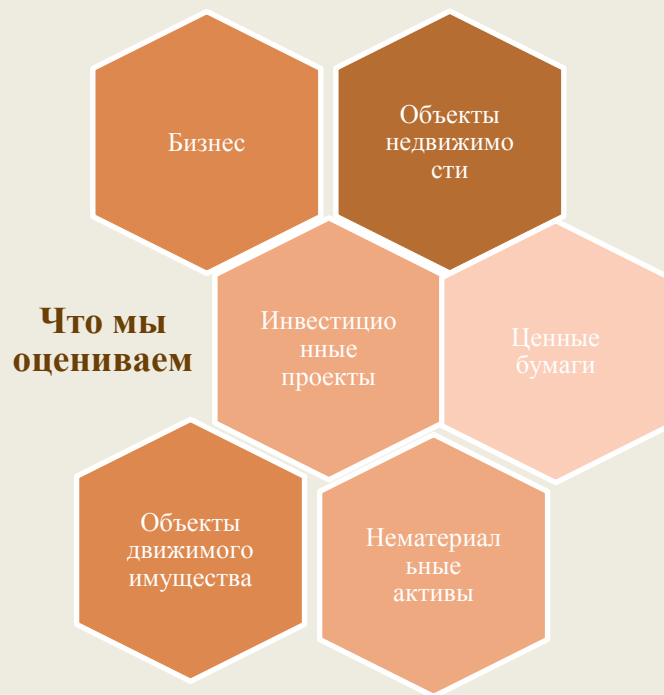 Бизнес
Объекты
недвижимо
сти
Что мы
оцениваем
Инвестицио
нные
проекты
Ценные
бумаги
Объекты
движимого
имущества
Нематериал
ьные
активы